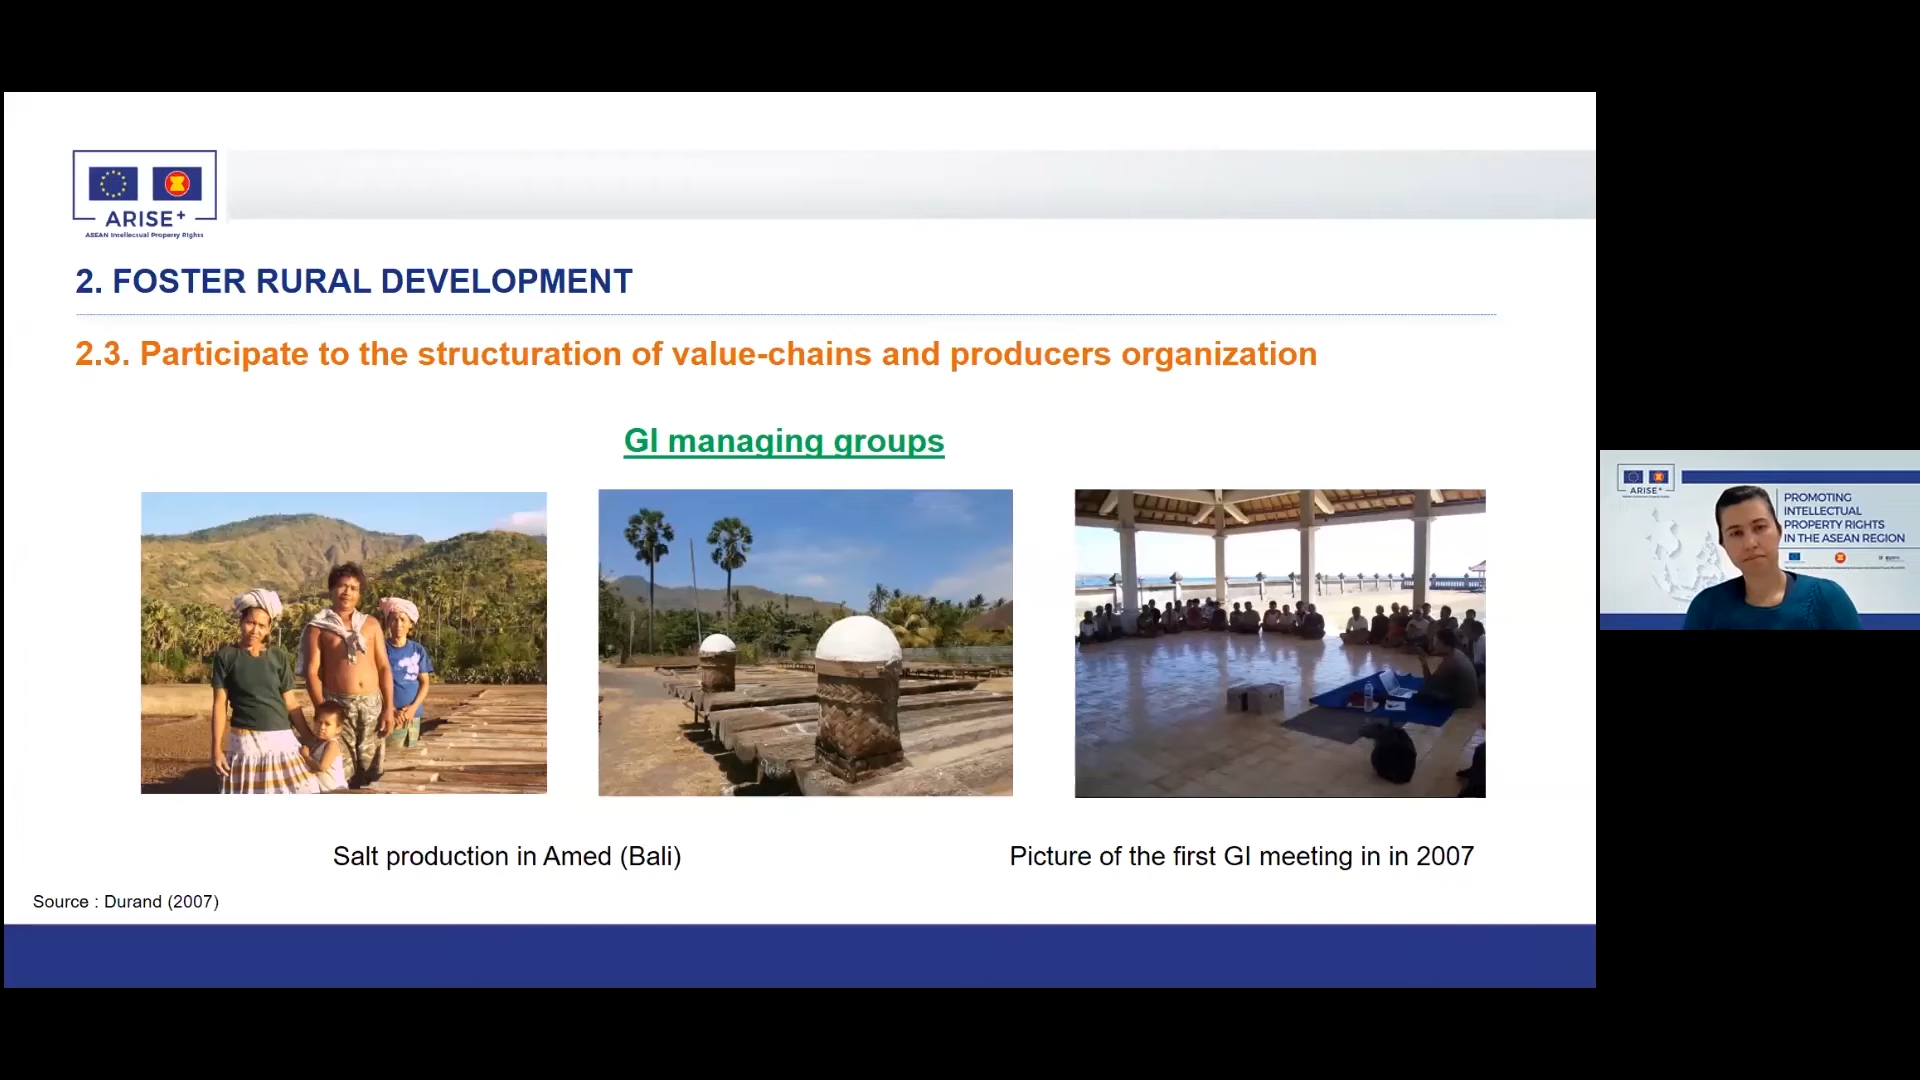 ARISE+
ASEAN Intellectual Property Rights
2. FOSTER RURAL DEVELOPMENT
2.3. Participate to the structuration of value-chains and producers organization
GI managing groups
Salt production in Amed (Bali)
Picture of the first GI meeting in in 2007
Source : Durand (2007)
ARISE+
PROMOTING
INTELLECTUAL
PROPERTY RIGHTS
IN THE ASEAN REGION